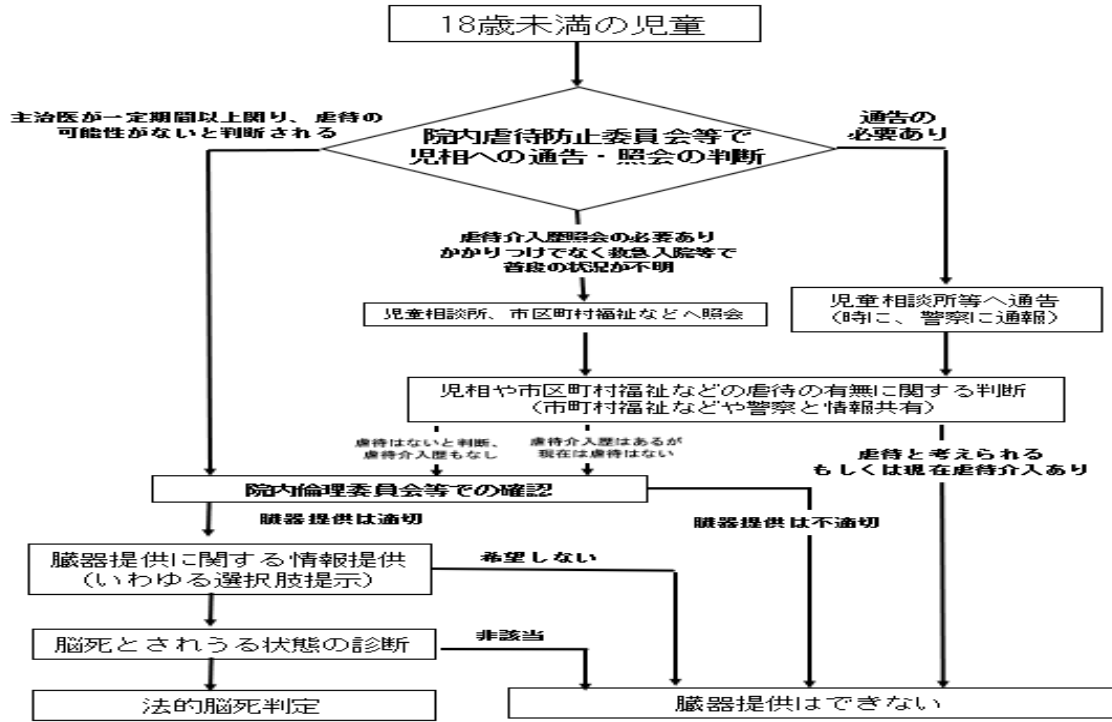 18歳未満の児童
主治医が一定期間以上関り、虐待の
可能性がないと判断される
院内虐待防止委員会等で
児相への通告・照会の判断
通告の
必要あり
虐待介入歴照会の必要あり
かかりつけでなく救急入院等で
普段の状況が不明
児童相談所、市区町村福祉などへ照会
児童相談所等へ通告
(時に、警察に通報)
児相や市区町村福祉などの虐待の有無に関する判断
(市町村福祉などや警察と情報共有)
虐待はないと判断、
虐待介入歴もなし
虐待介入歴はあるが
現在は虐待はない
虐待と考えられる
もしくは現在虐待介入あり
院内倫理委員会等での確認
臓器提供は適切
臓器提供は不適切
臓器提供に関する情報提供
(いわゆる選択肢提示)
希望しない
脳死とされうる状態の診断
非該当
法的脳死判定
臓器提供はできない